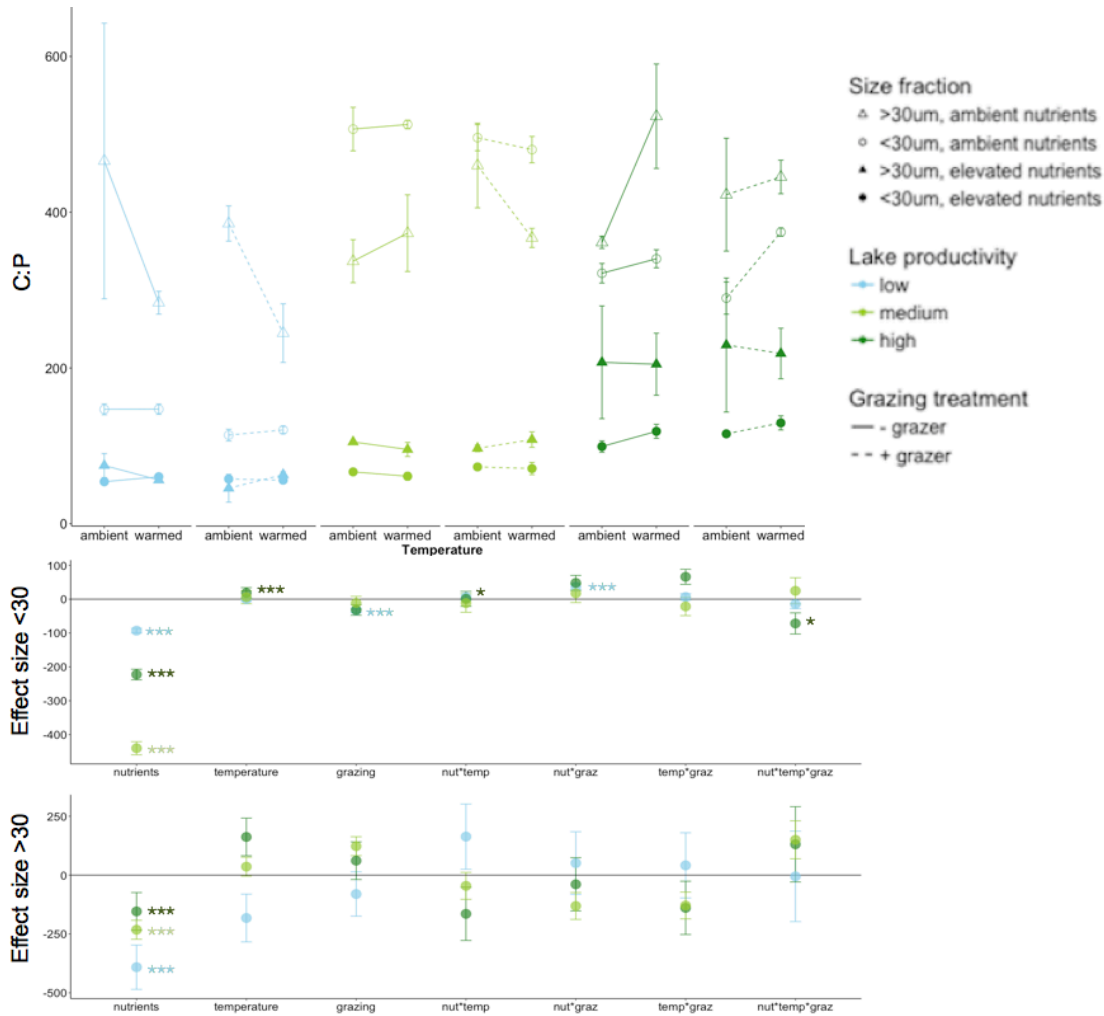 600
400
200
0
C:P
ambient warmed ambient warmed ambient warmed ambient warmed ambient warmed ambient warmed
Temperature
Size fraction
>30um, ambient nutrients
<30um, ambient nutrients
>30um, elevated nutrients
<30um, elevated nutrients
Lake productivity
low
medium
high
Grazing treatment
- grazer
+ grazer
Effect size <30
100
0
-100
-200
-300
-400
***
***
***
***
***
*
***
*
nutrients temperature grazing nut*temp nut*graz temp*graz nut*temp*graz
Effect size >30
250
0
-250
-500
***
***
***
nutrients temperature grazing nut*temp nut*graz temp*graz nut*temp*graz